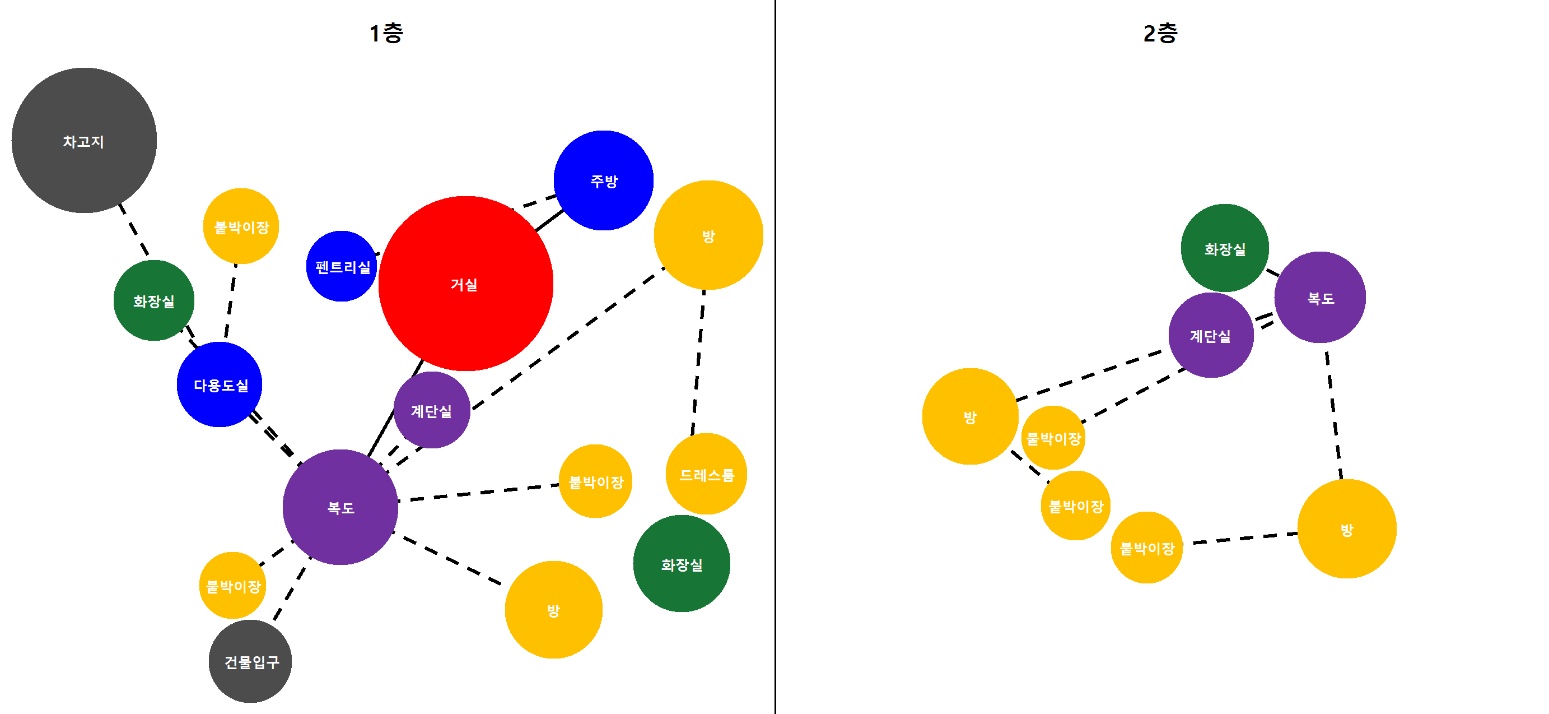 1층
차고지
주방
붙박이장
방
펜트리실
거실
화장실
다용도실
계단실
드레스룸
붙박이장
복도
화장실
붙박이장
방
건물입구
2층
화장실
복도
계단실
방
붙박이장
붙박이장
방
붙박이장